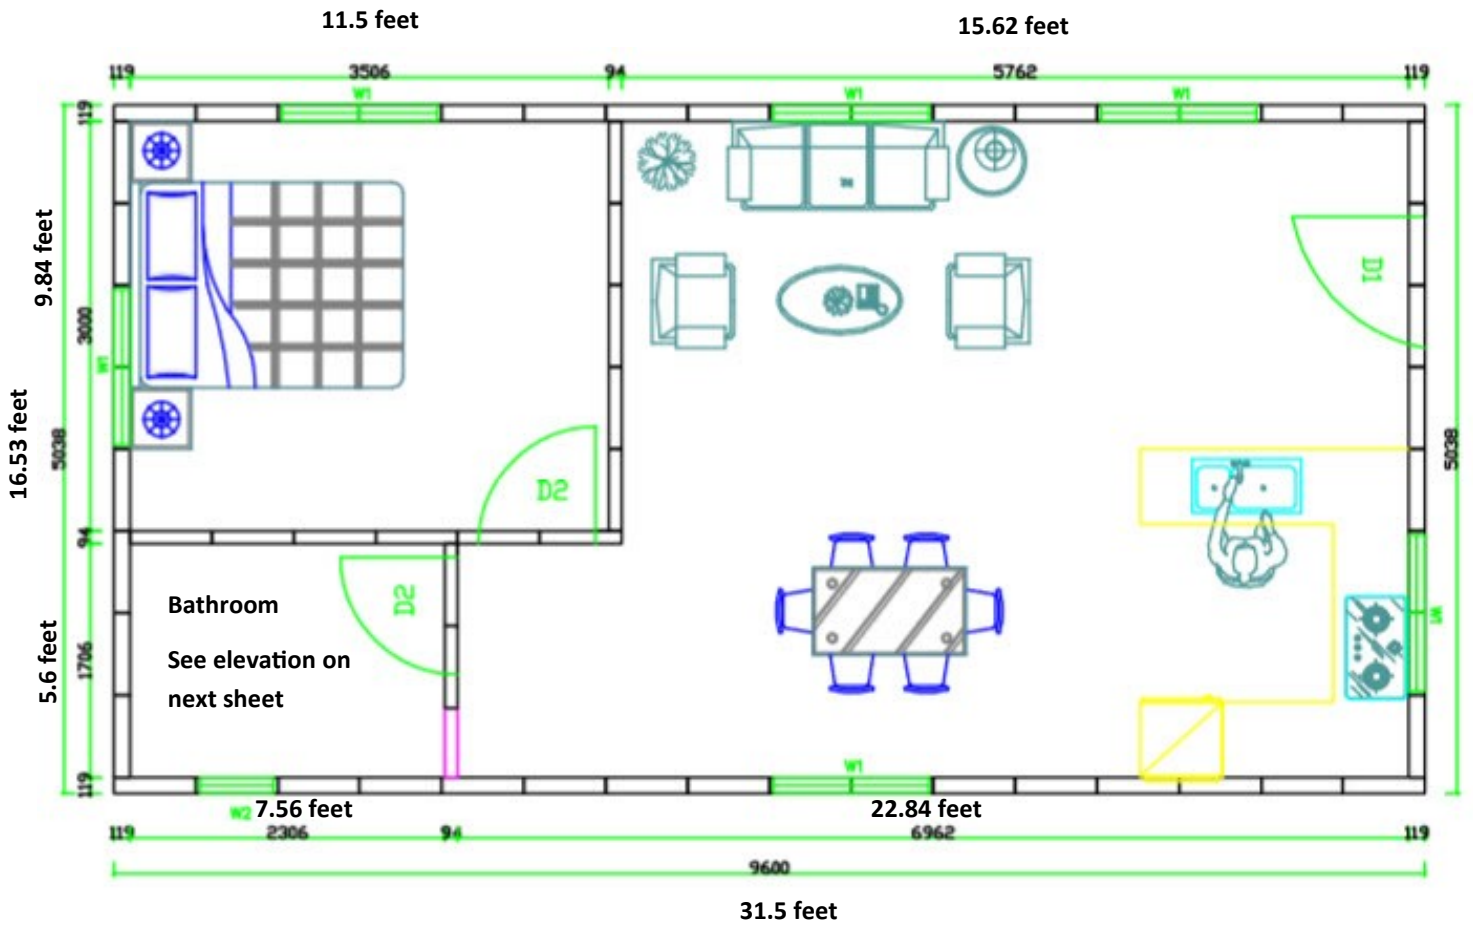 11.5 feet
15.62 feet
119 3506 94 5762 119
W1 W1 W1
119
9.84 feet
3000
W1
D1
16.53 feet
5038
5038
D2
94
D2
Bathroom
See elevation on
next sheet
W1
5.6 feet
1706
119
W1
W2 7.56 feet
22.84 feet
119 2306 94 6962 119
9600
31.5 feet